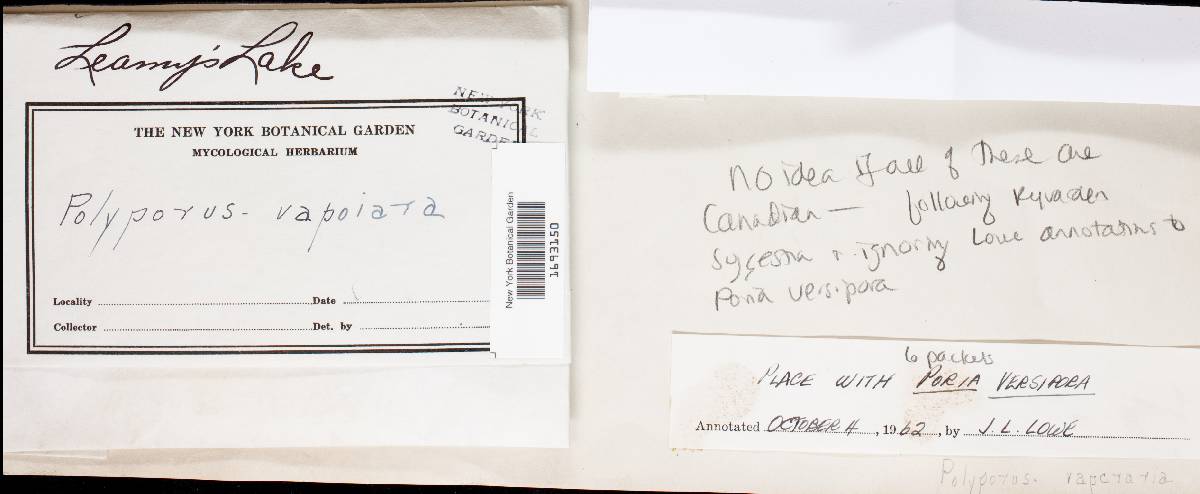 Leamy's Lake
NEW YORK
BOTANICAL
GARDEN
THE NEW YORK BOTANICAL GARDEN
MYCOLOGICAL HERBARIUM
Polyporus - vapoiara
Locality Date
Collector Det. by
New York Botanical Garden
No idea if all of these are
Canadian — following Ryvarden
ignoring Lowe annotations to
Poria versipora
6 packets
PLACE WITH PORIA VERSIPORA
Annotated OCTOBER 4, 1962, by J. L. LOWE
Polyporus - vaporaria